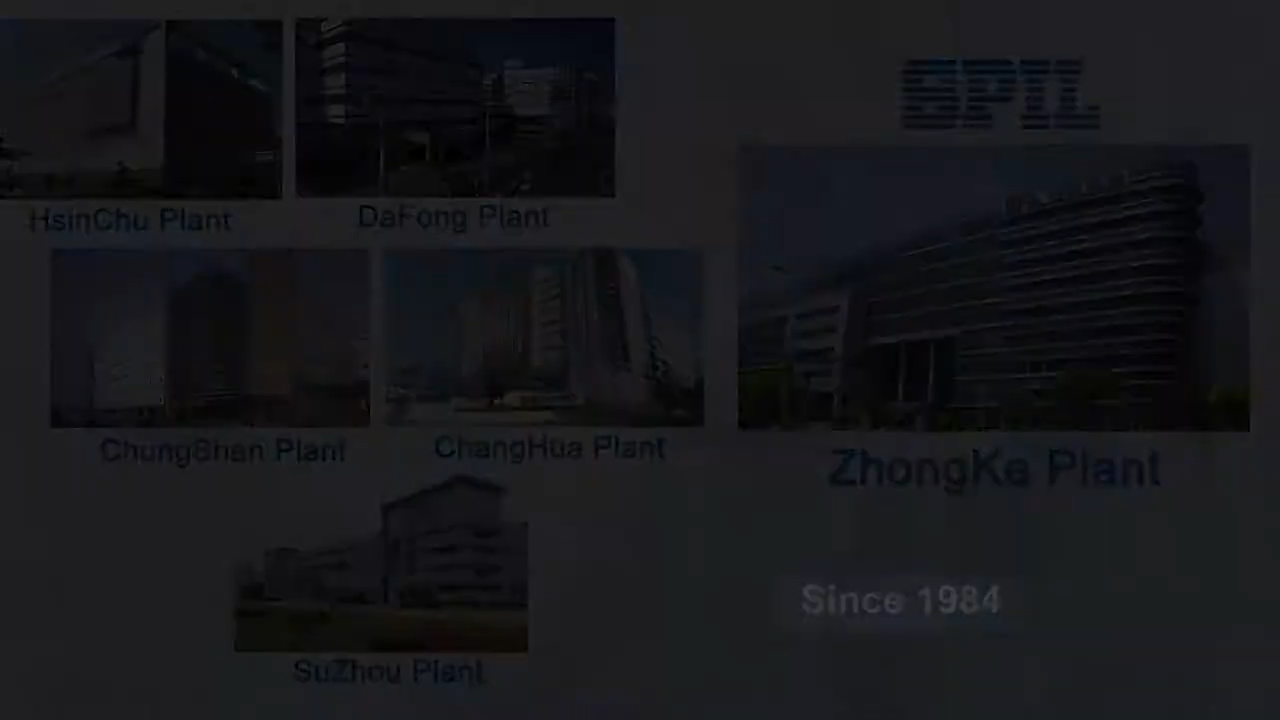 SPIL
HsinChu Plant
DaFong Plant
ChungShan Plant
ChangHua Plant
ZhongKe Plant
Since 1984
SuZhou Plant